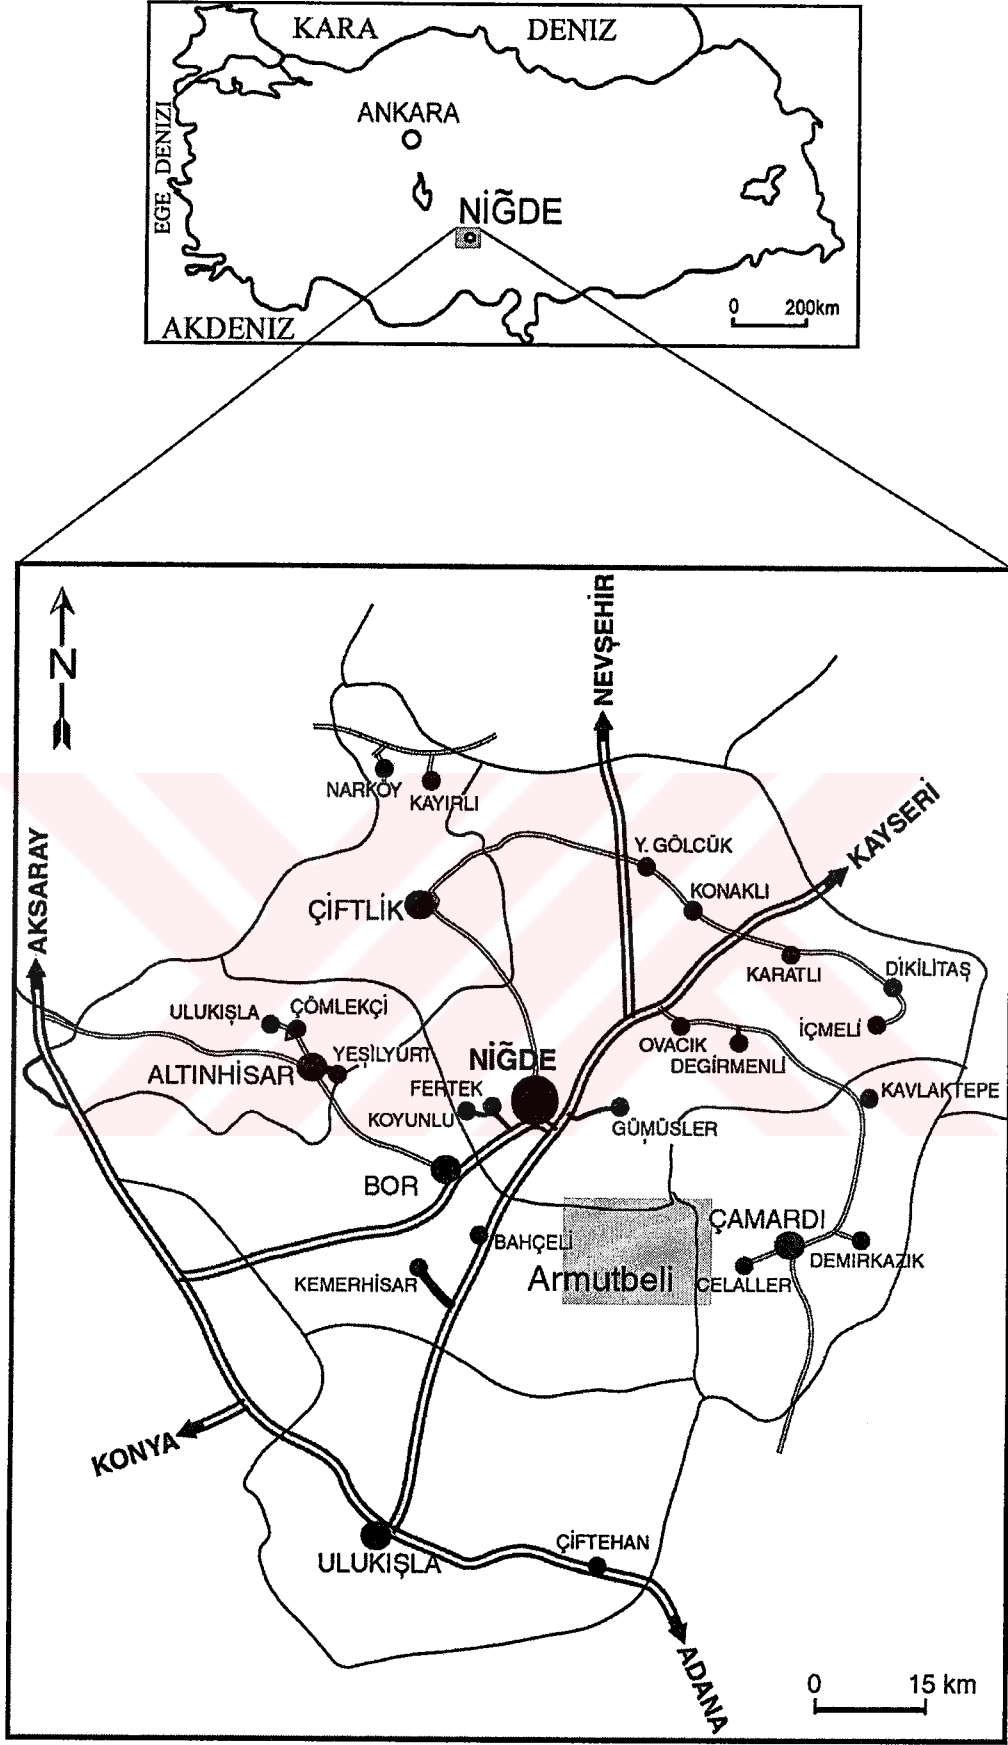 KARA DENIZ
EGE DENIZI
ANKARA
NİĞDE
AKDENIZ
0 200km
N
NEVŞEHİR
KAYSERİ
AKSARAY
NARKÖY
KAYIRLI
Y. GÖLCÜK
KONAKLI
ÇİFTLİK
KARATLI
DİKİLİTAŞ
İÇMELİ
ULUKIŞLA
ÇÖMLEKÇİ
OVACIK
DEGİRMENLİ
YEŞİLYURT
ALTINHİSAR
NİĞDE
FERTEK
KOYUNLU
KAVLAKTEPE
GÜMÜŞLER
BOR
ÇAMARDI
BAHÇELİ
DEMIRKAZIK
KEMERHİSAR
Armutbeli
CELALLER
KONYA
ULUKIŞLA
ÇİFTEHAN
ADANA
0 15 km